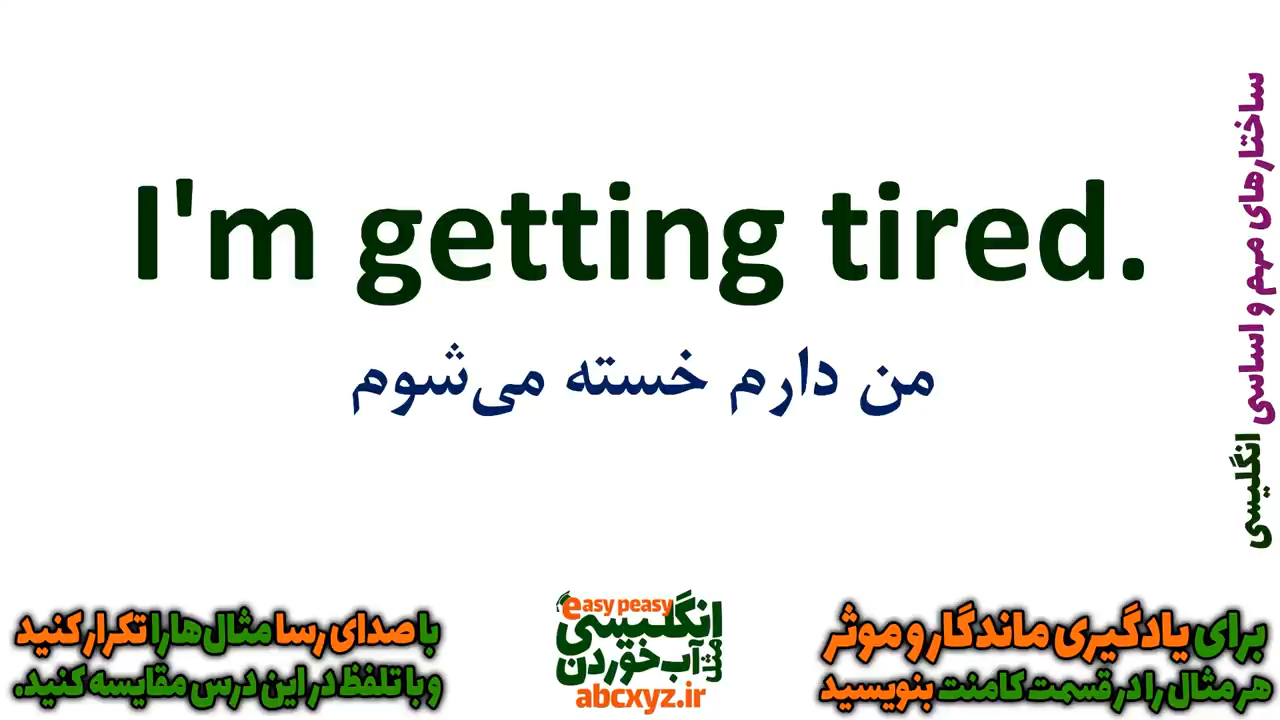 I'm getting tired.
من دارم خسته می‌شوم
ساختارهای مهم و اساسی انگلیسی
برای یادگیری ماندگار و موثر
هر مثال را در قسمت کامنت بنویسید
easy peasy
انگلیسی
مثل آب خوردن
abcxyz.ir
با صدای رسا مثال‌ها را تکرار کنید
و با تلفظ در این درس مقایسه کنید.